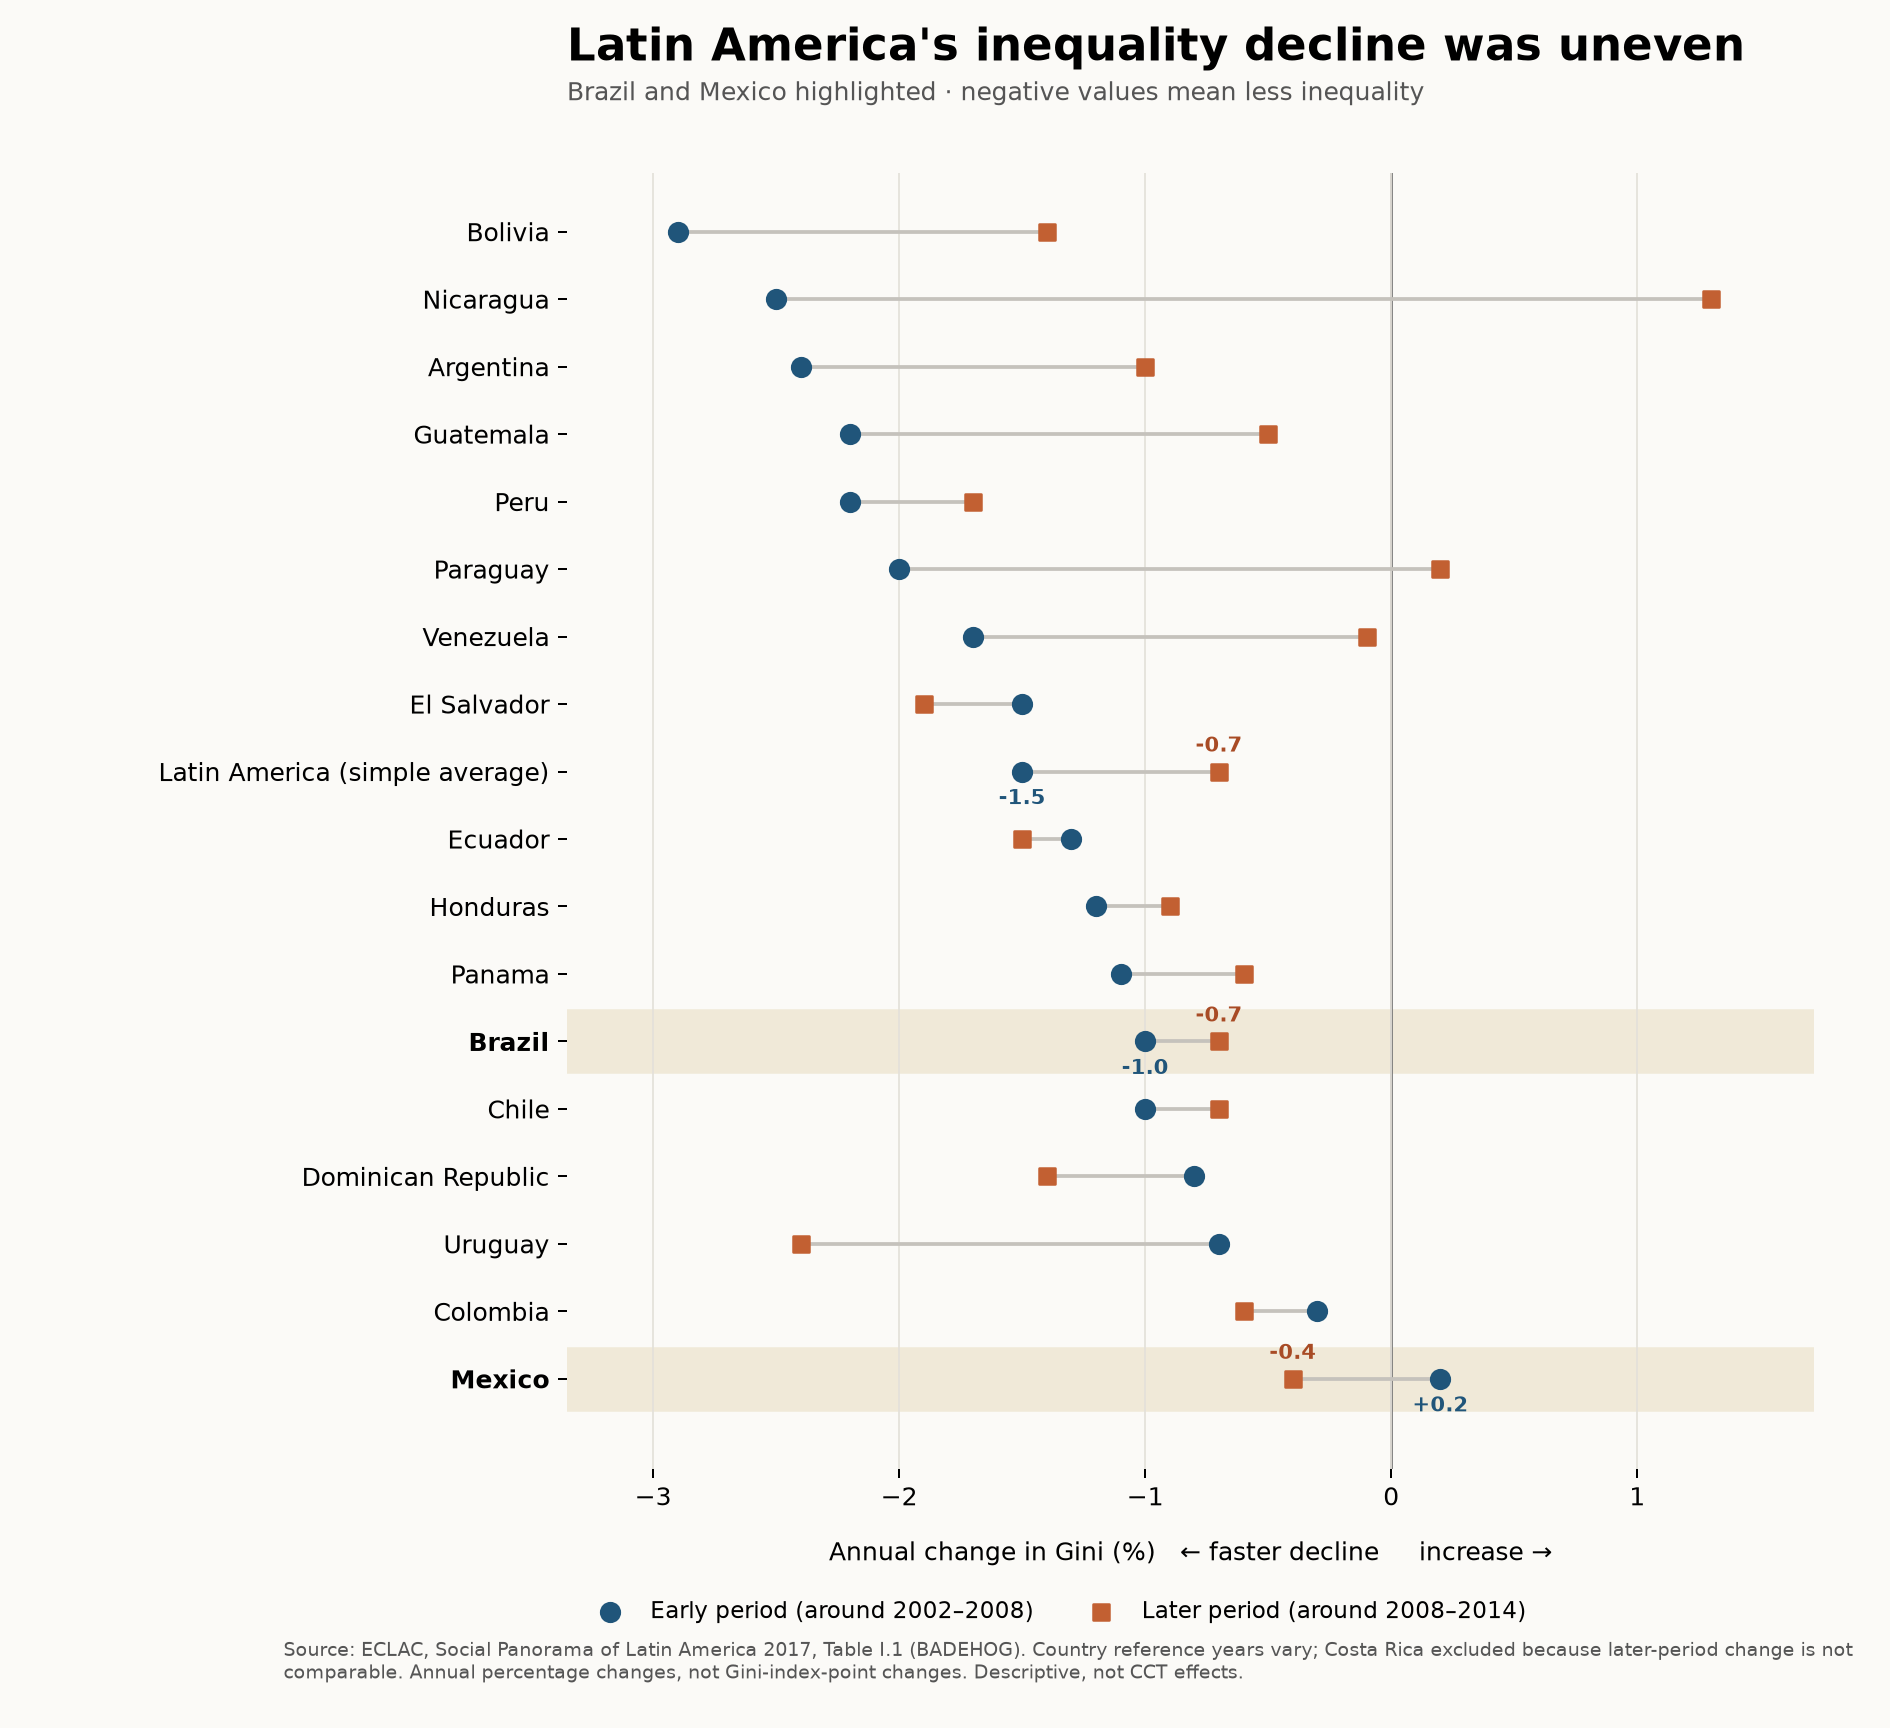 Latin America's inequality decline was uneven
Brazil and Mexico highlighted · negative values mean less inequality
Bolivia
Nicaragua
Argentina
Guatemala
Peru
Paraguay
Venezuela
El Salvador
-0.7
Latin America (simple average)
-1.5
Ecuador
Honduras
Panama
-0.7
Brazil
-1.0
Chile
Dominican Republic
Uruguay
Colombia
-0.4
Mexico
+0.2
−3 −2 −1 0 1
Annual change in Gini (%) ← faster decline increase →
Early period (around 2002–2008) Later period (around 2008–2014)
Source: ECLAC, Social Panorama of Latin America 2017, Table I.1 (BADEHOG). Country reference years vary; Costa Rica excluded because later-period change is not
comparable. Annual percentage changes, not Gini-index-point changes. Descriptive, not CCT effects.